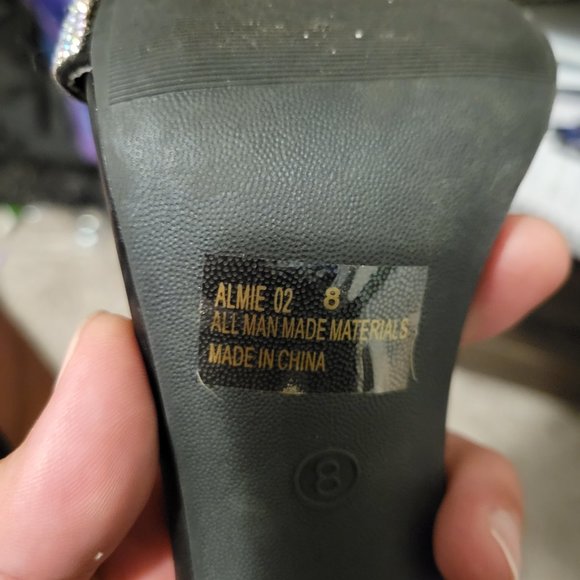 ALMIE 02 8
ALL MAN MADE MATERIALS
MADE IN CHINA
8